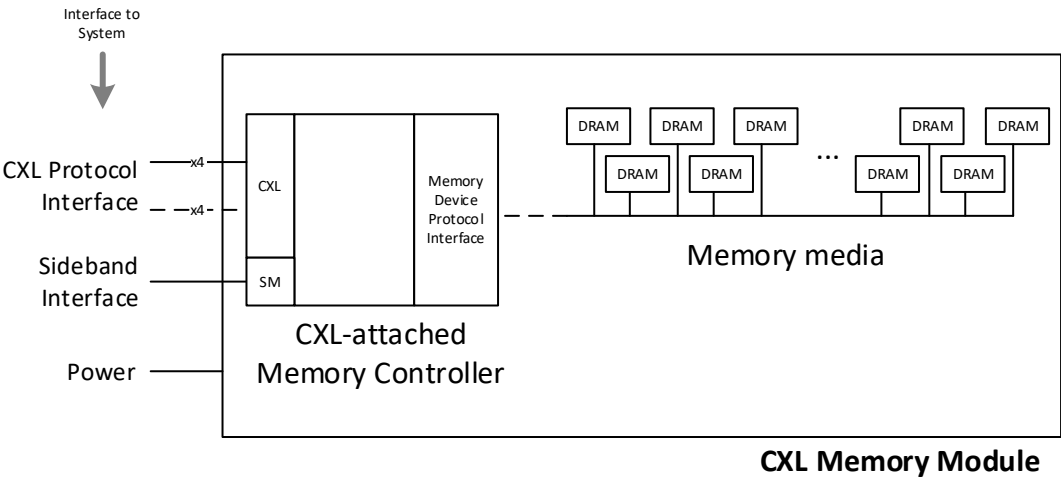 Interface to
System
CXL Protocol
Interface
x4
x4
Sideband
Interface
Power
CXL
SM
Memory
Device
Protocol
Interface
CXL-attached
Memory Controller
DRAM DRAM DRAM DRAM DRAM
...
DRAM DRAM DRAM DRAM
Memory media
CXL Memory Module